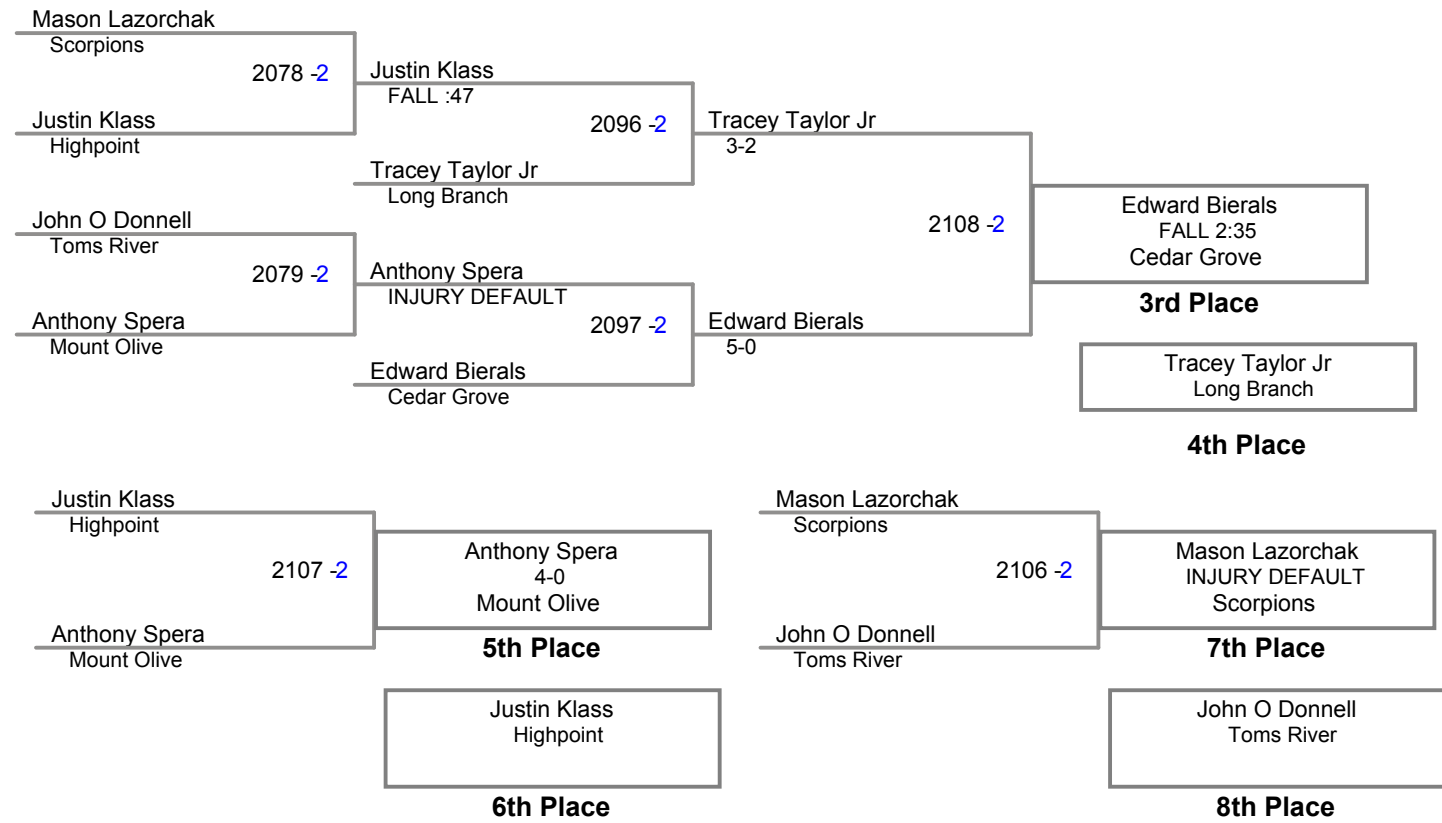 Mason Lazorchak
Scorpions
2078 -2
Justin Klass
FALL :47
Justin Klass
Highpoint
2096 -2
Tracey Taylor Jr
3-2
Tracey Taylor Jr
Long Branch
John O Donnell
Toms River
2108 -2
Edward Bierals
FALL 2:35
Cedar Grove
3rd Place
2079 -2
Anthony Spera
INJURY DEFAULT
Anthony Spera
Mount Olive
2097 -2
Edward Bierals
5-0
Edward Bierals
Cedar Grove
Tracey Taylor Jr
Long Branch
4th Place
Justin Klass
Highpoint
2107 -2
Anthony Spera
4-0
Mount Olive
Anthony Spera
Mount Olive
5th Place
Justin Klass
Highpoint
6th Place
Mason Lazorchak
Scorpions
2106 -2
Mason Lazorchak
INJURY DEFAULT
Scorpions
John O Donnell
Toms River
7th Place
John O Donnell
Toms River
8th Place